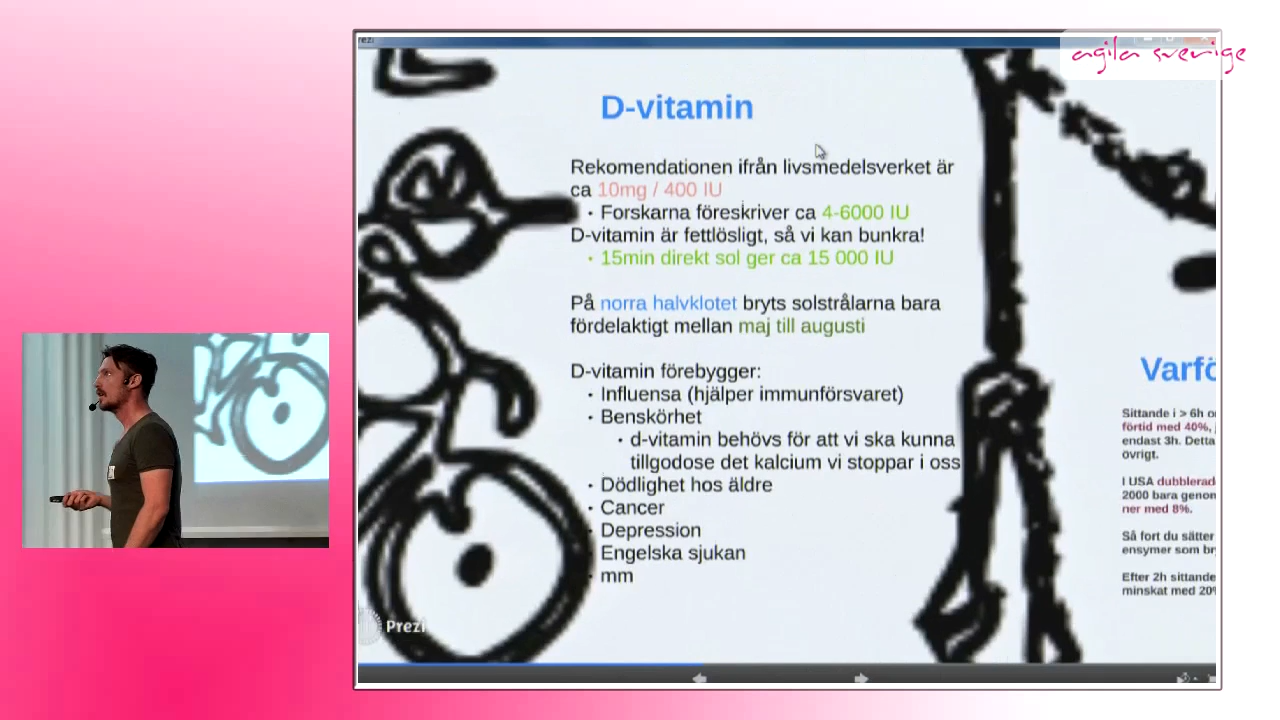 rezi
agila sverige
D-vitamin
Rekomendationen ifrån livsmedelsverket är
ca 10mg / 400 IU
• Forskarna föreskriver ca 4-6000 IU
D-vitamin är fettlösligt, så vi kan bunkra!
• 15min direkt sol ger ca 15 000 IU
På norra halvklotet bryts solstrålarna bara
fördelaktigt mellan maj till augusti
D-vitamin förebygger:
• Influensa (hjälper immunförsvaret)
• Benskörhet
• d-vitamin behövs för att vi ska kunna
tillgodose det kalcium vi stoppar i oss
• Dödlighet hos äldre
• Cancer
• Depression
• Engelska sjukan
• mm
Varfö
Sittande i > 6h o
förtid med 40%,
endast 3h. Detta
övrigt.
I USA dubblerad
2000 bara genon
ner med 8%.
Så fort du sätter
ensymer som br
Efter 2h sittande
minskat med 20
Prezi